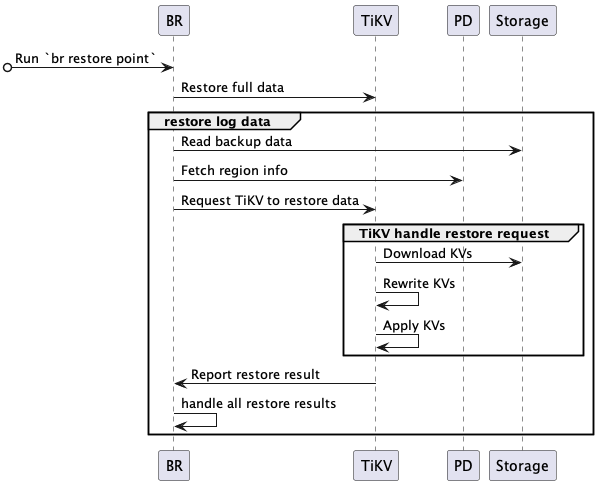 BR TiKV PD Storage
Run `br restore point`
Restore full data
restore log data
Read backup data
Fetch region info
Request TiKV to restore data
TiKV handle restore request
Download KVs
Rewrite KVs
Apply KVs
Report restore result
handle all restore results
BR TiKV PD Storage